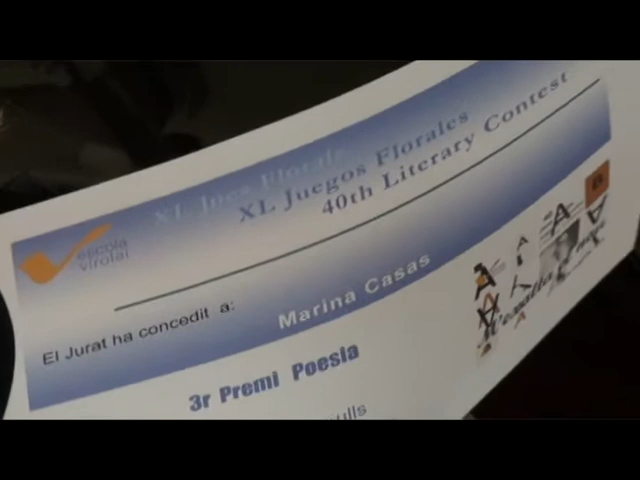 XL Jocs Florals
XL Juegos Florales
40th Literary Contest
escola
virolai
El Jurat ha concedit a:
Marina Casas
3r Premi Poesia